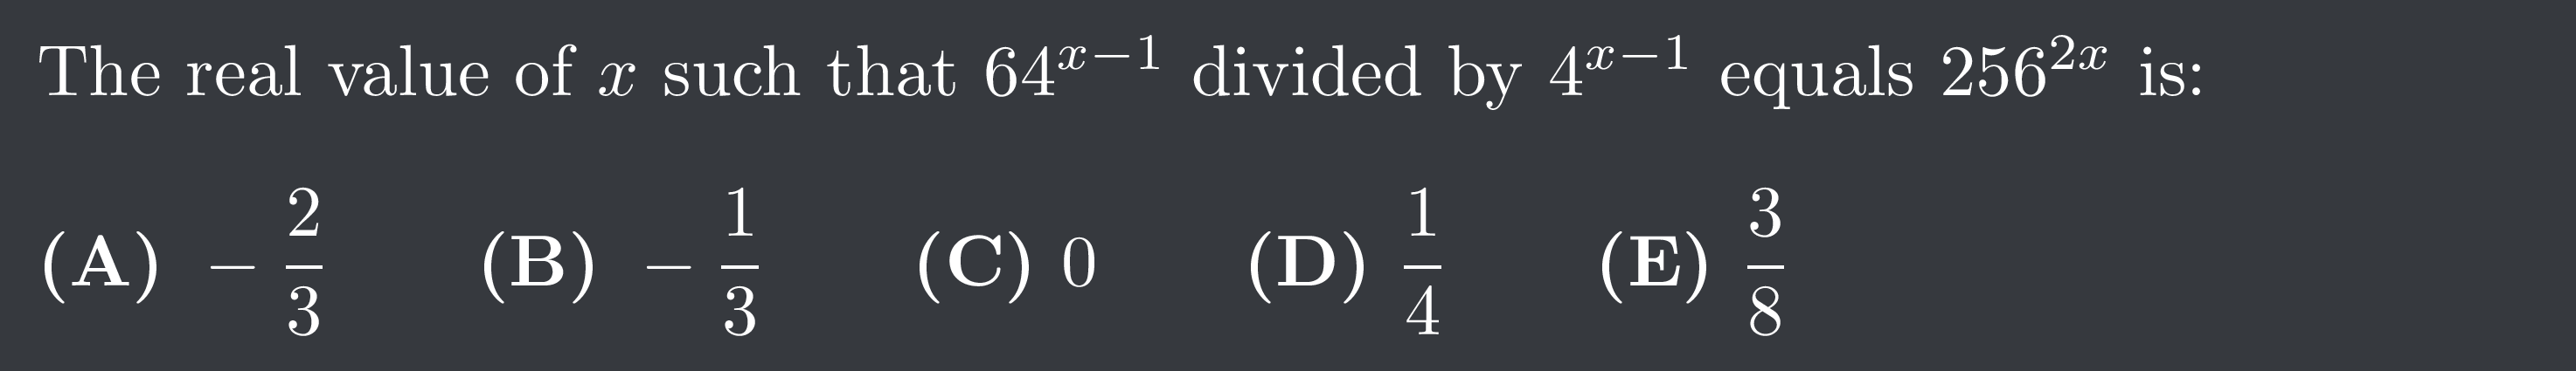 The real value of $x$ such that $64^{x-1}$ divided by $4^{x-1}$ equals $256^{2x}$ is:
(A) $-\frac{2}{3}$ (B) $-\frac{1}{3}$ (C) 0 (D) $\frac{1}{4}$ (E) $\frac{3}{8}$